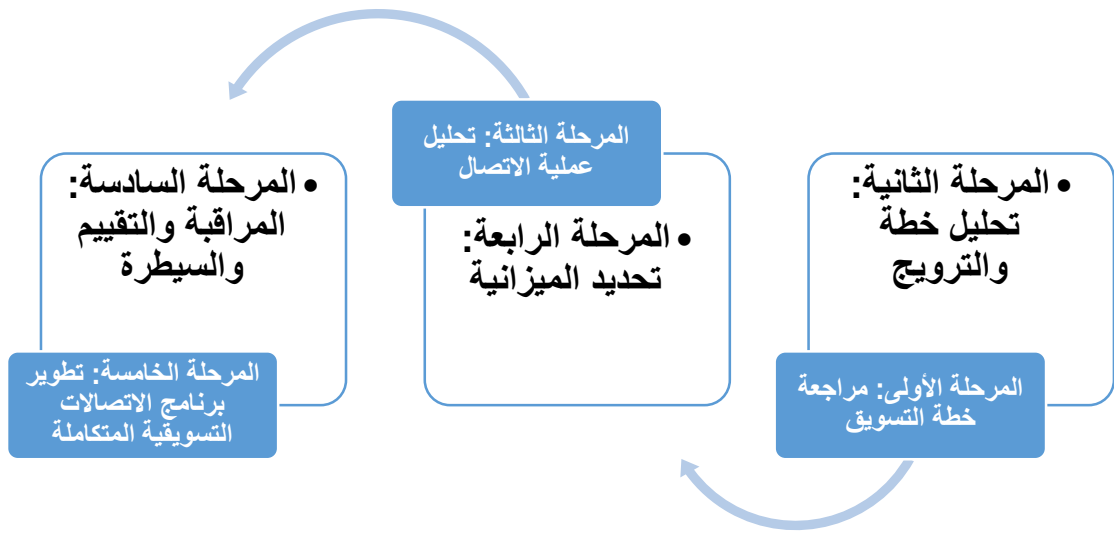 • المرحلة الثانية:
تحليل خطة
والترويج
المرحلة الأولى: مراجعة
خطة التسويق
المرحلة الثالثة: تحليل
عملية الاتصال
• المرحلة الرابعة:
تحديد الميزانية
• المرحلة السادسة:
المراقبة والتقييم
والسيطرة
المرحلة الخامسة: تطوير
برنامج الاتصالات
التسويقية المتكاملة